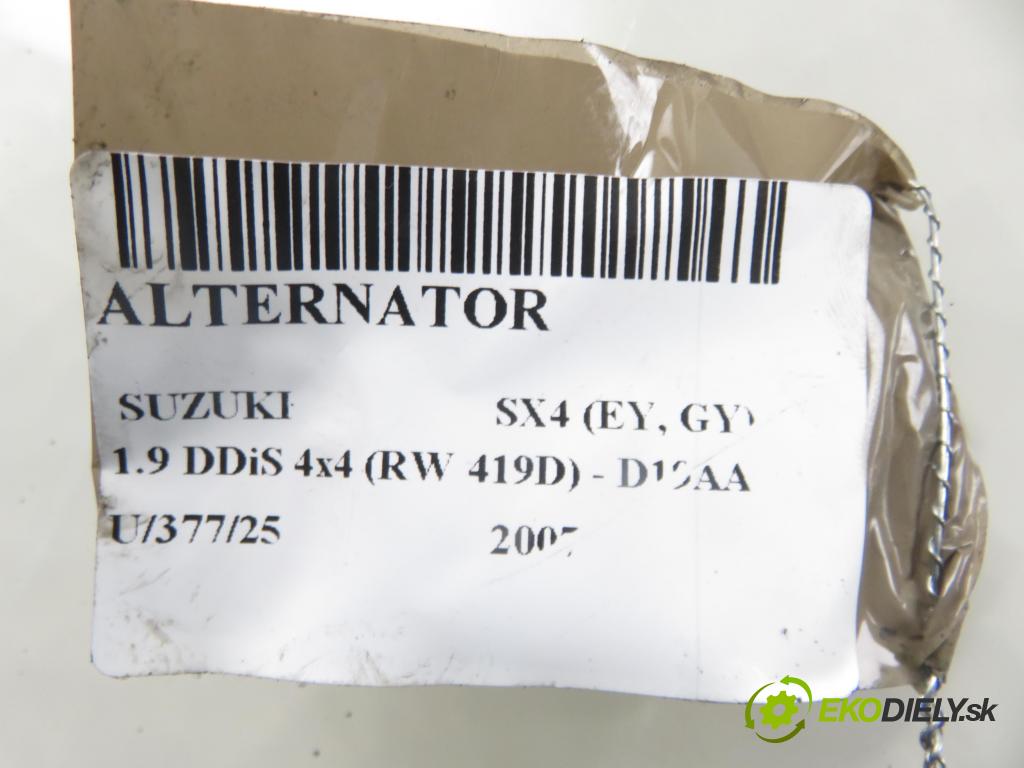 ALTERNATOR
SUZUKI SX4 (EY, GY)
1.9 DDiS 4x4 (RW 419D) - D19AA
U/377/25 2007
EKODIELY.sk